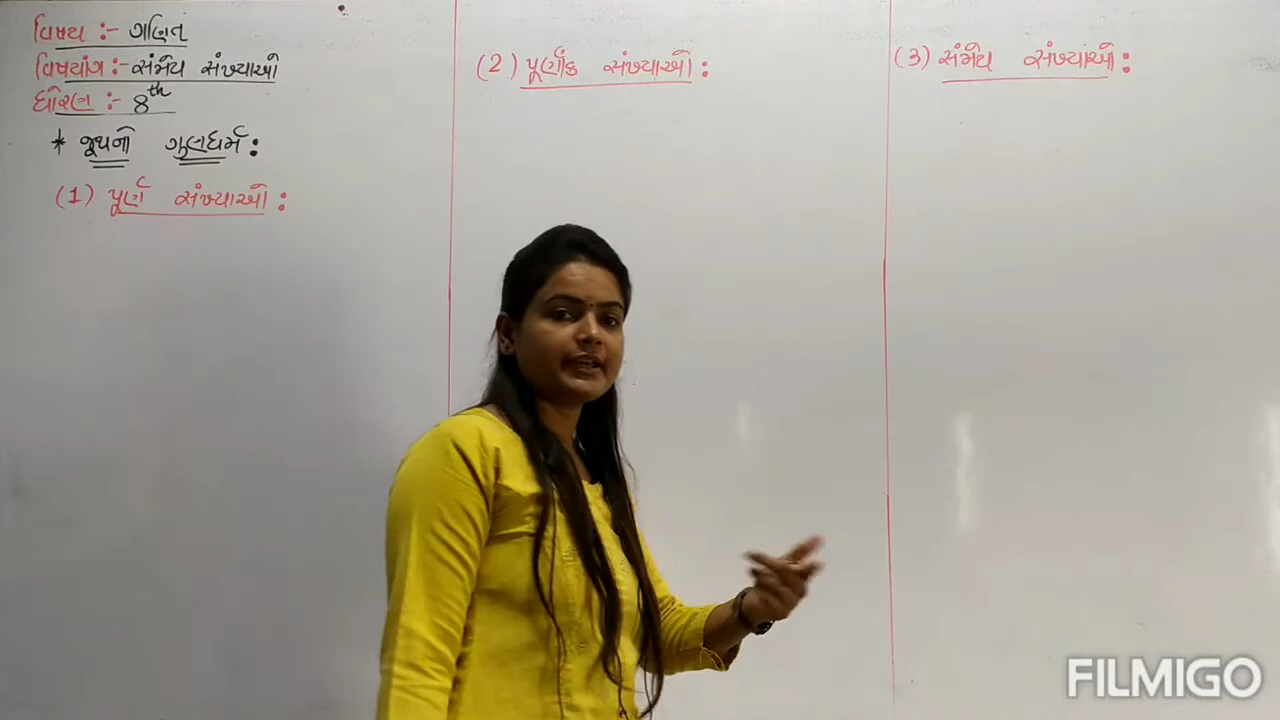 વિષય :- ગણિત
વિષયાંગ :- સંમેય સંખ્યાઓ
ધોરણ :- 8th
* જૂથનો ગુણધર્મ :
(1) પૂર્ણ સંખ્યાઓ :
(2) પૂર્ણાંક સંખ્યાઓ :
(3) સંમેય સંખ્યાઓ :
FILMIGO